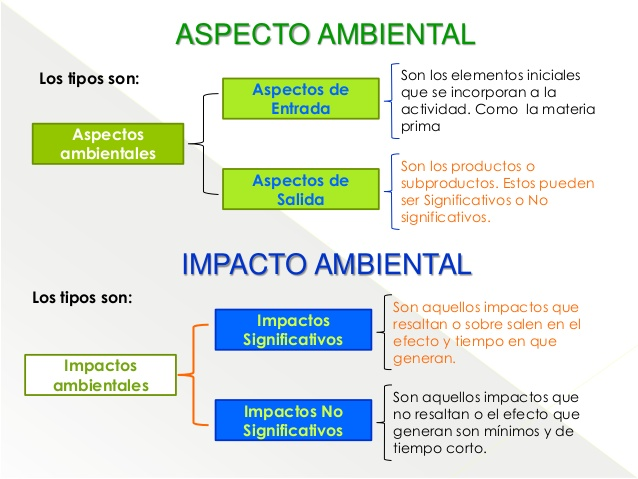 ASPECTO AMBIENTAL
Los tipos son:
Aspectos
ambientales
Aspectos de
Entrada
Son los elementos iniciales
que se incorporan a la
actividad. Como la materia
prima
Aspectos de
Salida
Son los productos o
subproductos. Estos pueden
ser Significativos o No
significativos.
IMPACTO AMBIENTAL
Los tipos son:
Impactos
ambientales
Impactos
Significativos
Son aquellos impactos que
resaltan o sobre salen en el
efecto y tiempo en que
generan.
Impactos No
Significativos
Son aquellos impactos que
no resaltan o el efecto que
generan son mínimos y de
tiempo corto.